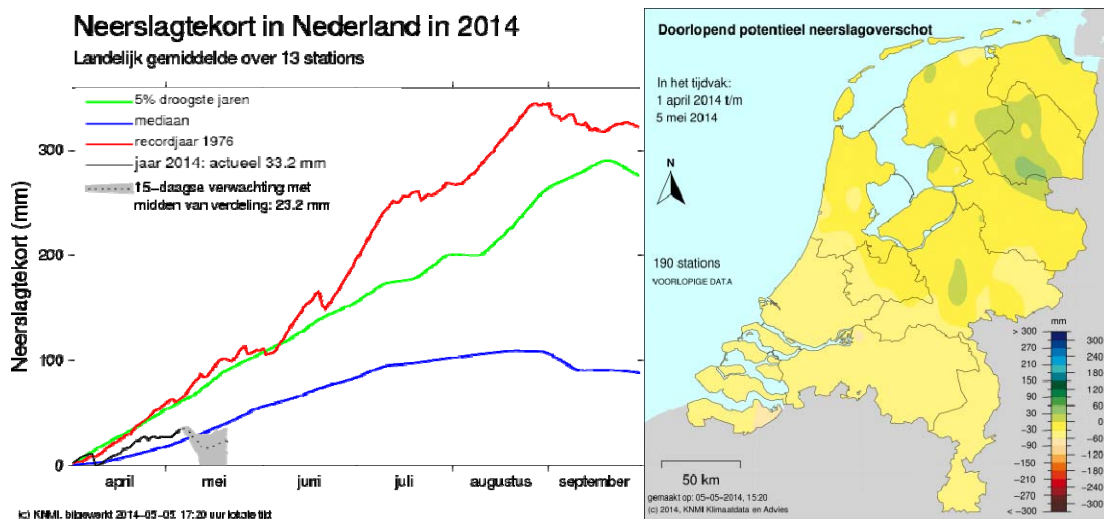 Neerslagtekort in Nederland in 2014
Landelijk gemiddelde over 13 stations
5% droogste jaren
mediaan
recordjaar 1976
jaar 2014: actueel 33.2 mm
15-daagse verwachting met
midden van verdeling: 23.2 mm
Neerslagtekort (mm)
300
200
100
0
april
mei
juni
juli
augustus
september
(c) KNMI, bijgewerkt 2014-05-05, 17:20 uur lokale tijd
Doorlopend potentieel neerslagoverschot
In het tijdvak:
1 april 2014 t/m
5 mei 2014
N
190 stations
VOORLOPIGE DATA
50 km
gemaakt op: 05-05-2014, 15:20
(c) 2014, KNMI Klimaatdata en Advies
mm
> 300 300
270 240
210 180
150 120
90 60
30 0
-30 -60
-90 -120
-150 -180
-210 -240
-270 -300
< -300